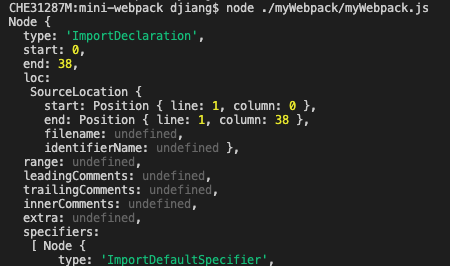 CHE31287M:mini-webpack djiang$ node ./myWebpack/myWebpack.js
Node {
  type: 'ImportDeclaration',
  start: 0,
  end: 38,
  loc:
   SourceLocation {
     start: Position { line: 1, column: 0 },
     end: Position { line: 1, column: 38 },
     filename: undefined,
     identifierName: undefined },
  range: undefined,
  leadingComments: undefined,
  trailingComments: undefined,
  innerComments: undefined,
  extra: undefined,
  specifiers:
   [ Node {
       type: 'ImportDefaultSpecifier',